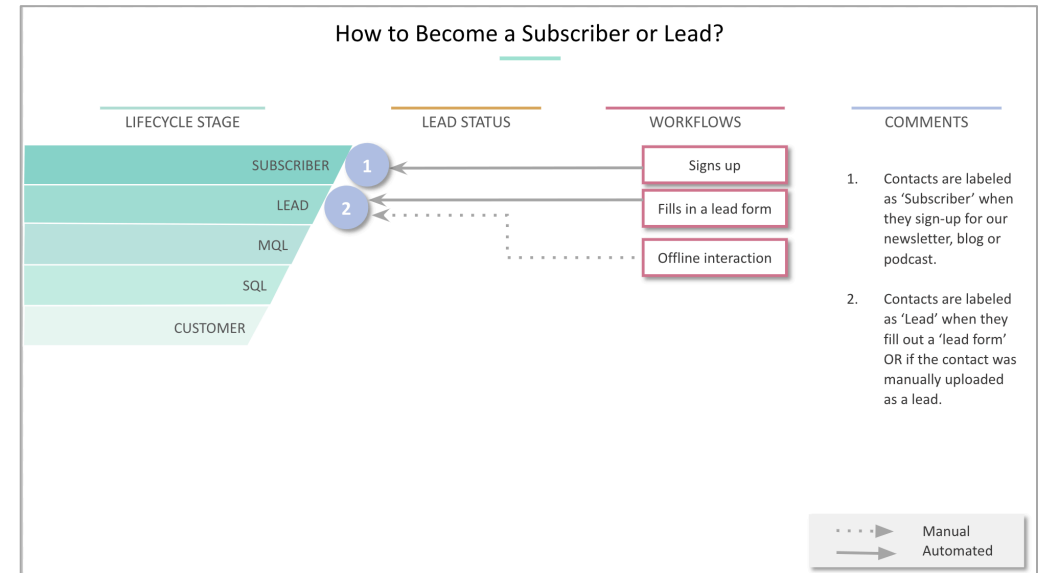 How to Become a Subscriber or Lead?
LIFECYCLE STAGE
LEAD STATUS
WORKFLOWS
COMMENTS
SUBSCRIBER
1
Signs up
LEAD
2
Fills in a lead form
MQL
Offline interaction
SQL
CUSTOMER
1. Contacts are labeled
as ‘Subscriber’ when
they sign-up for our
newsletter, blog or
podcast.
2. Contacts are labeled
as ‘Lead’ when they
fill out a ‘lead form’
OR if the contact was
manually uploaded
as a lead.
Manual
Automated